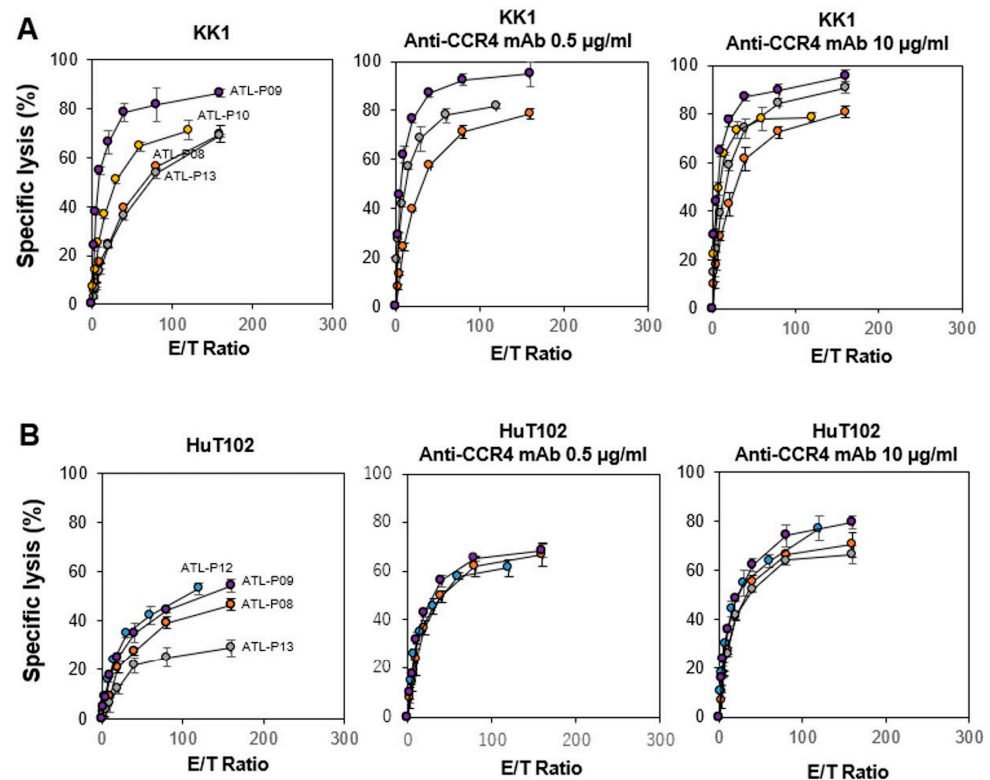 A
KK1
Specific lysis (%)
100
80
60
40
20
0
0 100 200 300
E/T Ratio
ATL-P09
ATL-P10
ATL-P08
ATL-P13
KK1
Anti-CCR4 mAb 0.5 µg/ml
100
80
60
40
20
0
0 100 200 300
E/T Ratio
KK1
Anti-CCR4 mAb 10 µg/ml
100
80
60
40
20
0
0 100 200 300
E/T Ratio
B
HuT102
Specific lysis (%)
100
80
60
40
20
0
0 100 200 300
E/T Ratio
ATL-P12
ATL-P09
ATL-P08
ATL-P13
HuT102
Anti-CCR4 mAb 0.5 µg/ml
100
80
60
40
20
0
0 100 200 300
E/T Ratio
HuT102
Anti-CCR4 mAb 10 µg/ml
100
80
60
40
20
0
0 100 200 300
E/T Ratio